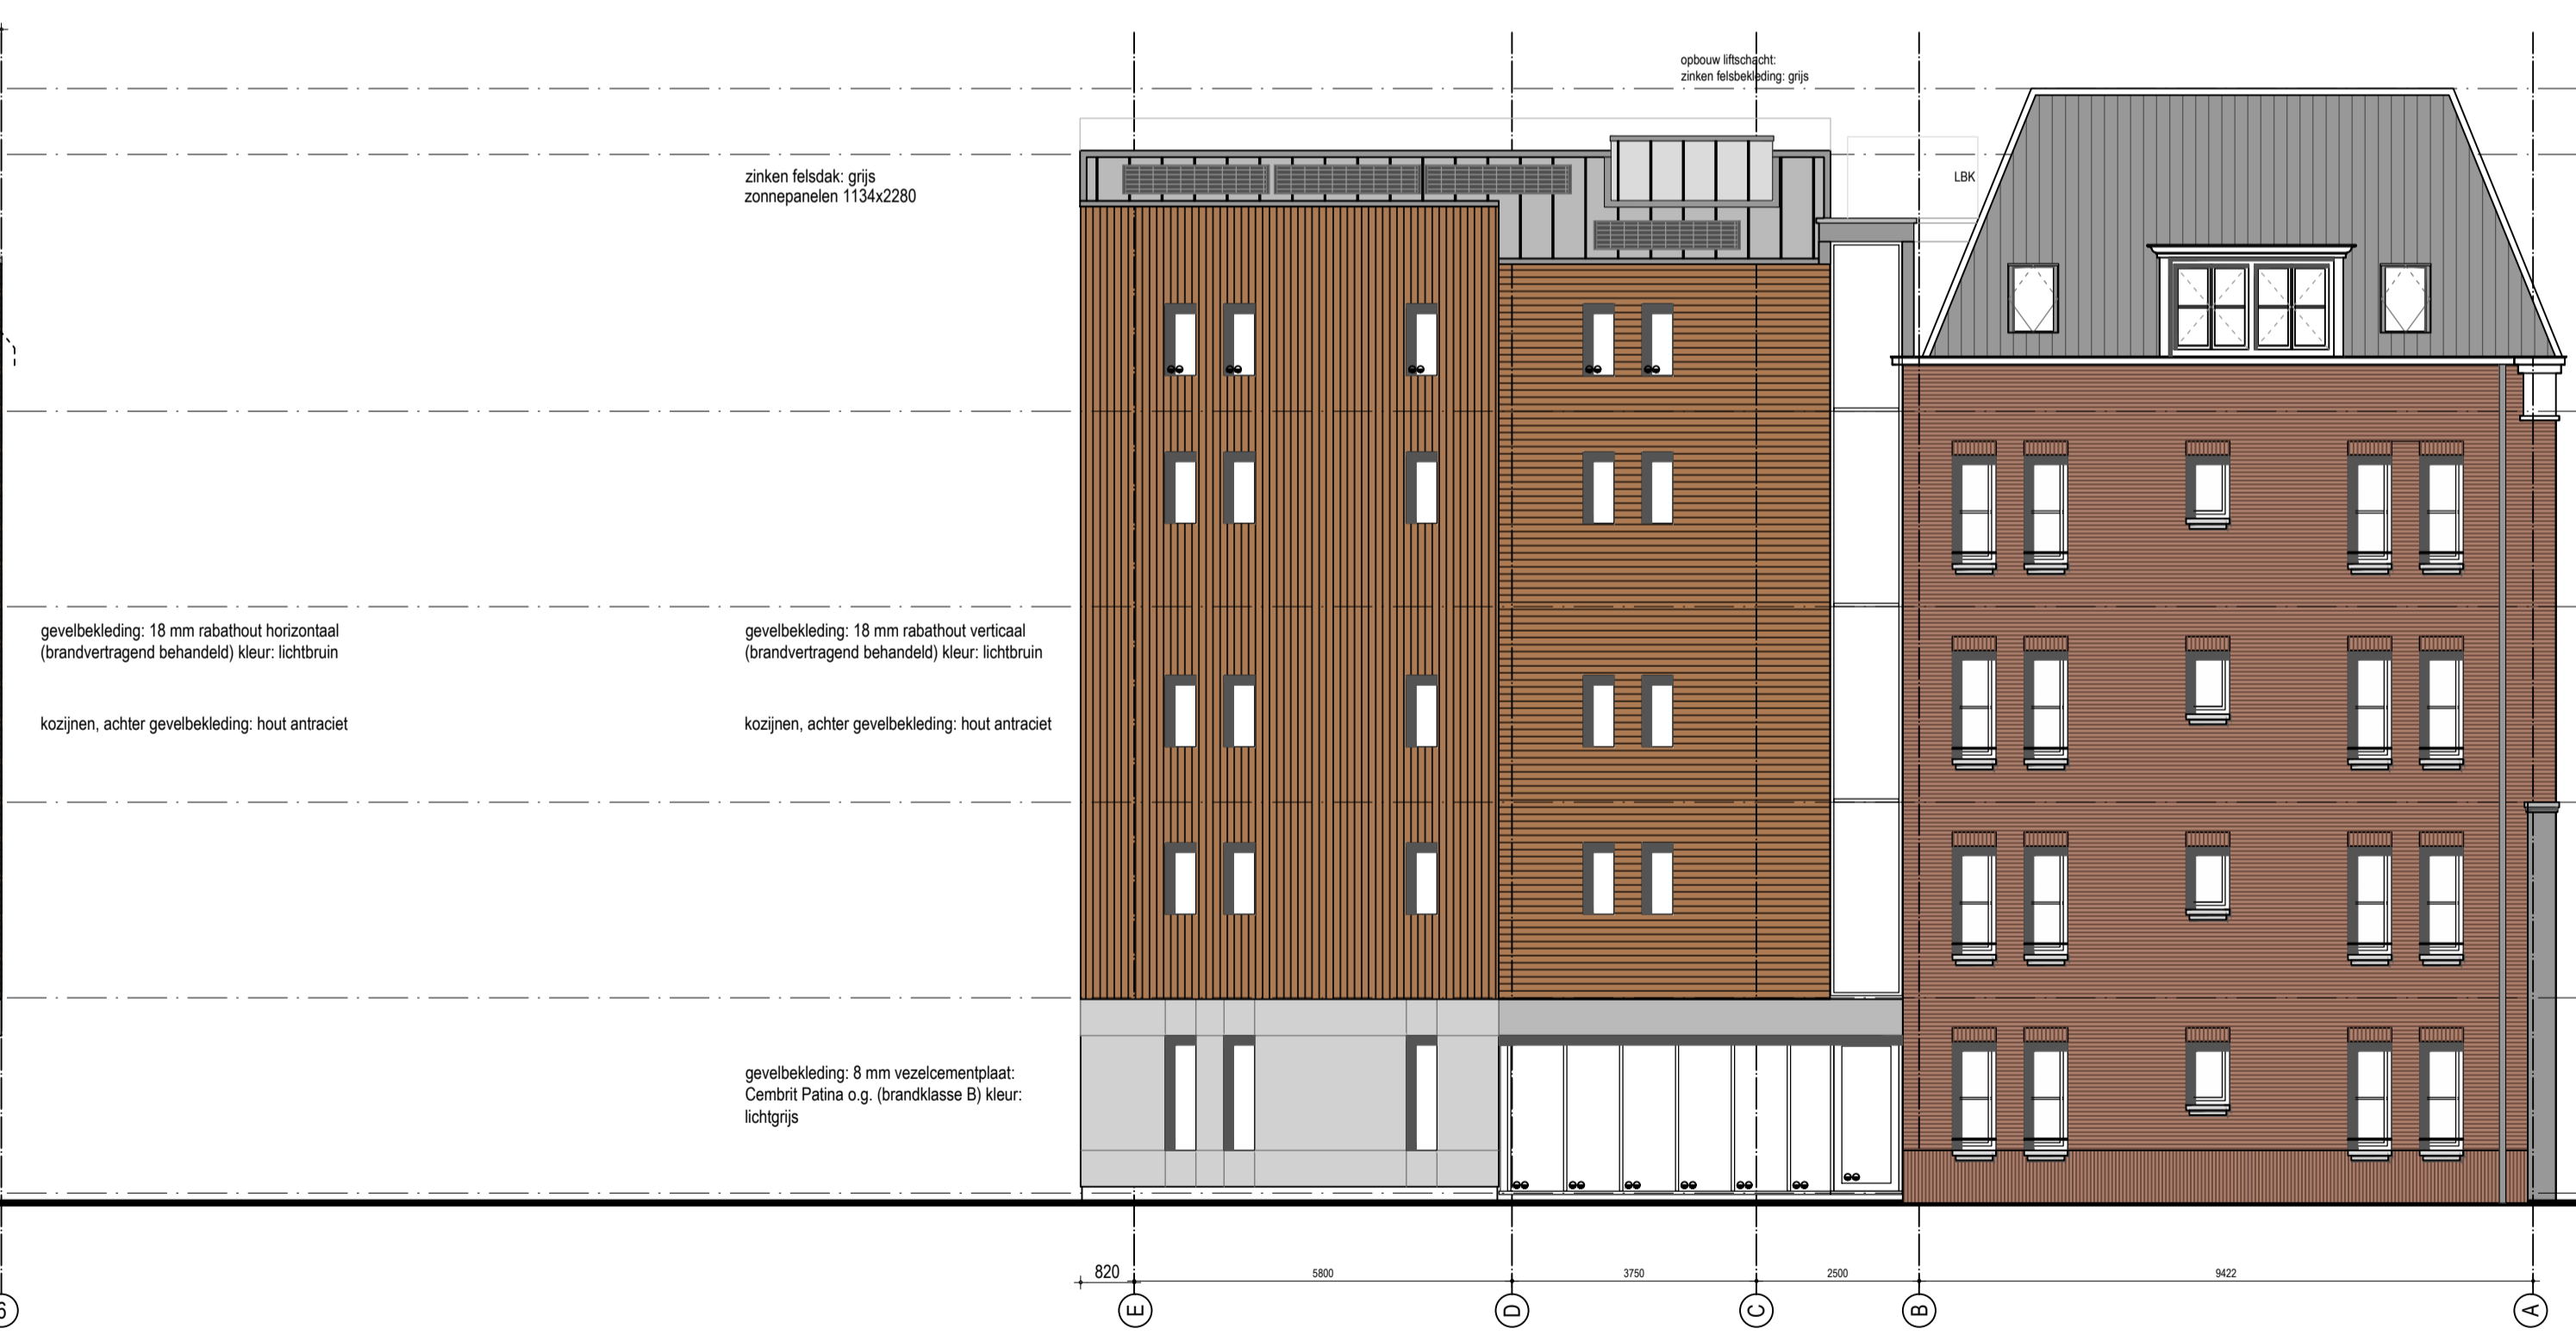 opbouw liftschacht:
zinken felsbekleding: grijs
zinken felsdak: grijs
zonnepanelen 1134x2280
LBK
gevelbekleding: 18 mm rabathout horizontaal
(brandvertragend behandeld) kleur: lichtbruin
kozijnen, achter gevelbekleding: hout antraciet
gevelbekleding: 18 mm rabathout verticaal
(brandvertragend behandeld) kleur: lichtbruin
kozijnen, achter gevelbekleding: hout antraciet
gevelbekleding: 8 mm vezelcementplaat:
Cembrit Patina o.g. (brandklasse B) kleur:
lichtgrijs
820
5800
3750
2500
9422
E
D
C
B
A